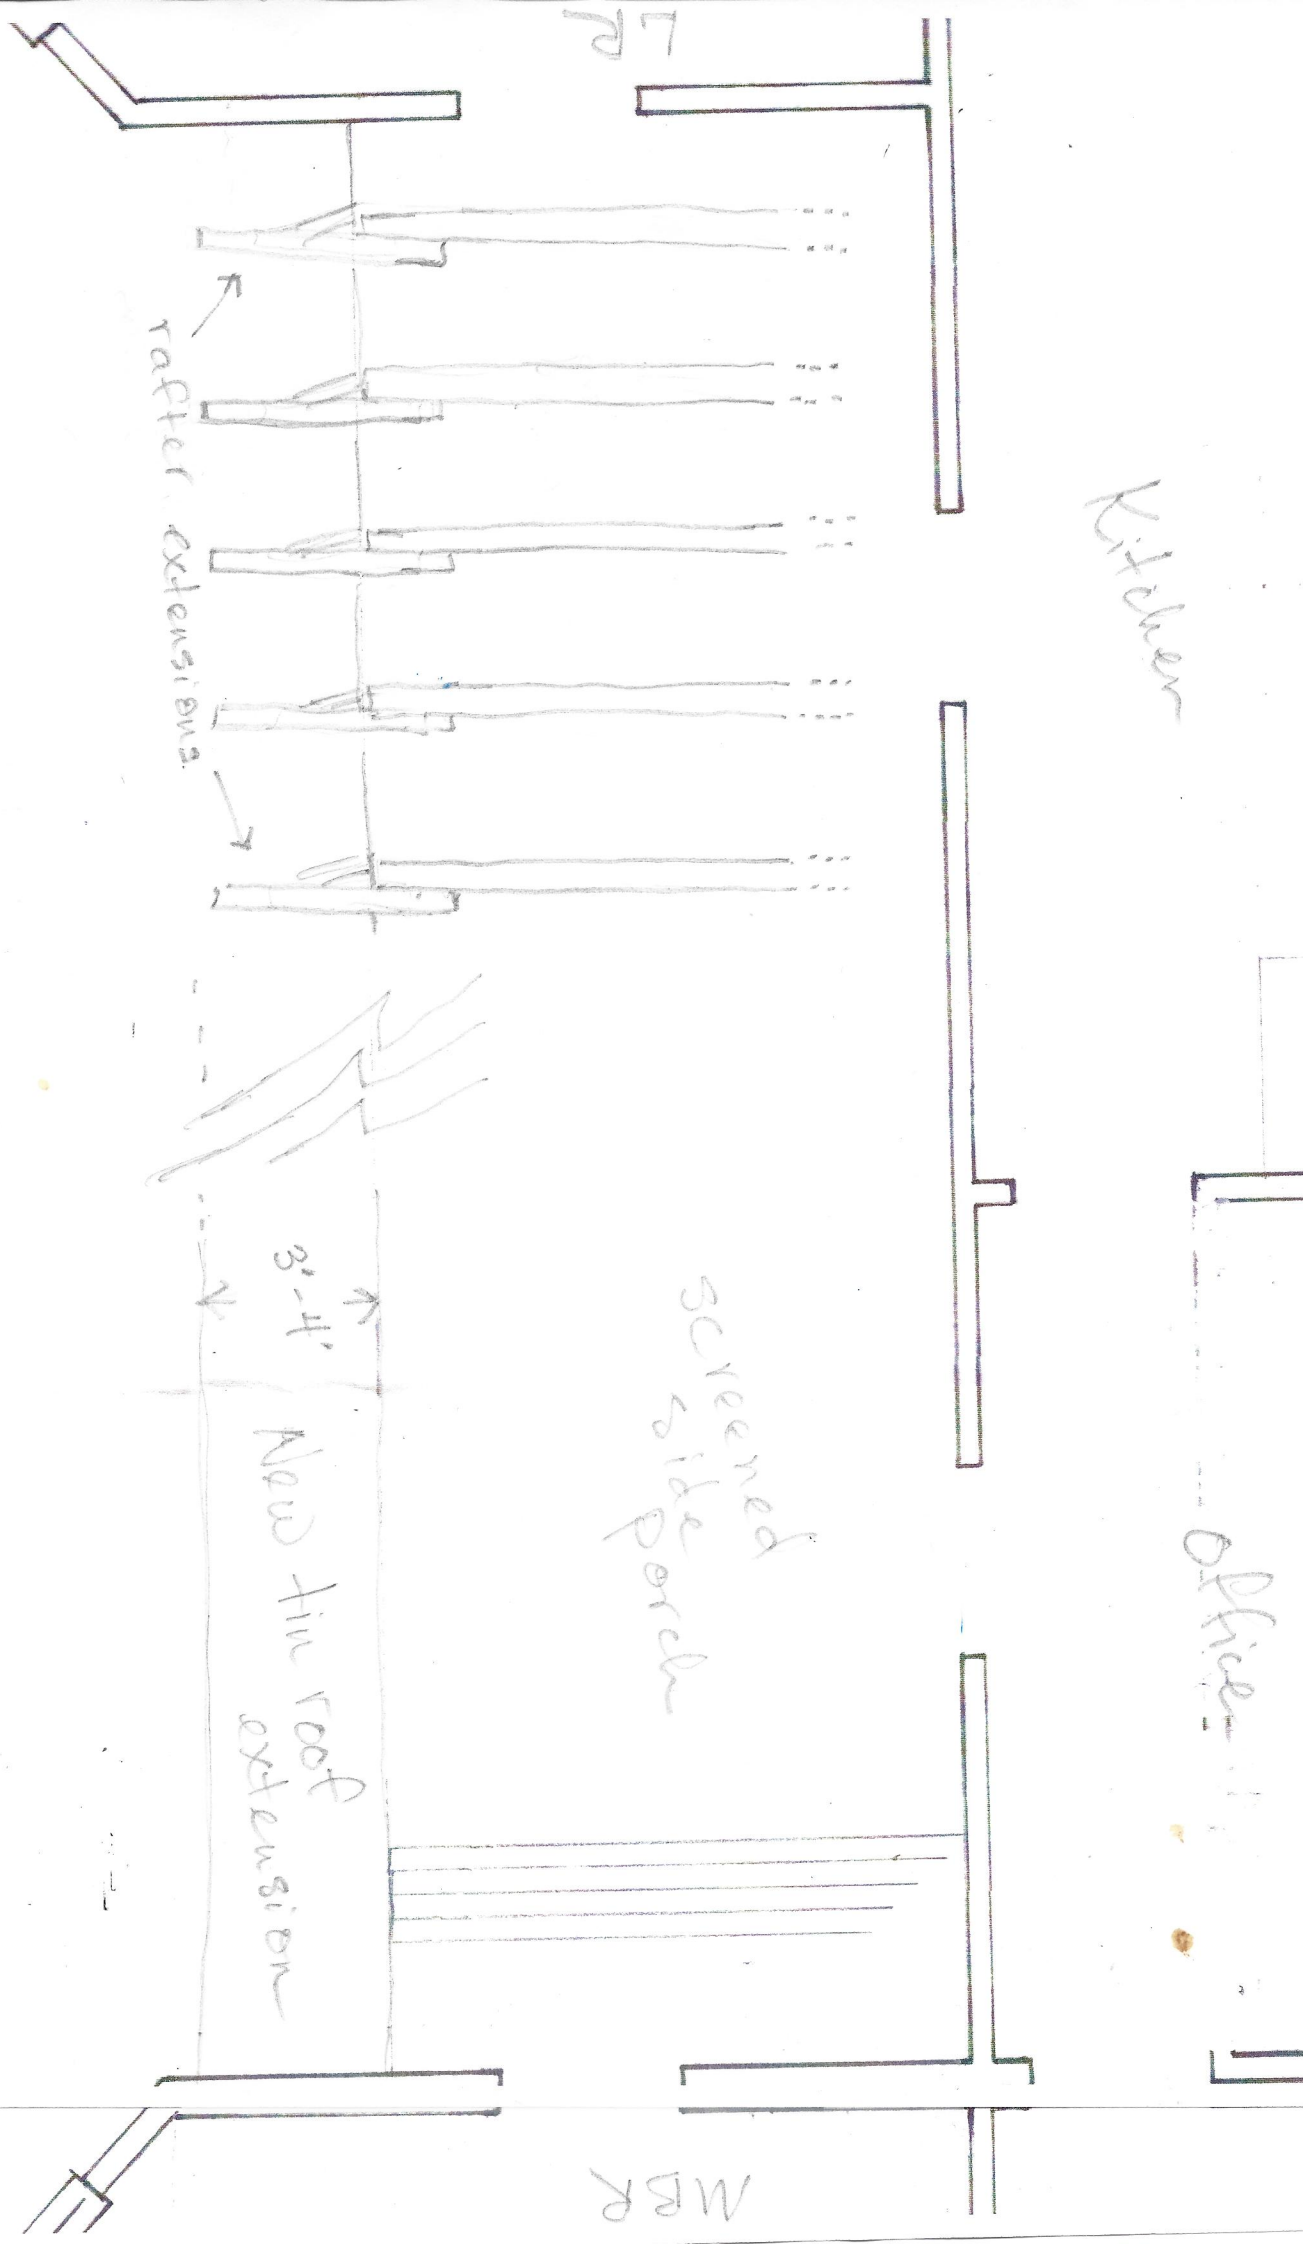 LR
Kitchen
rafter extensions
3'-4'
screened
side
porch
office
New tin roof
extension
MBR